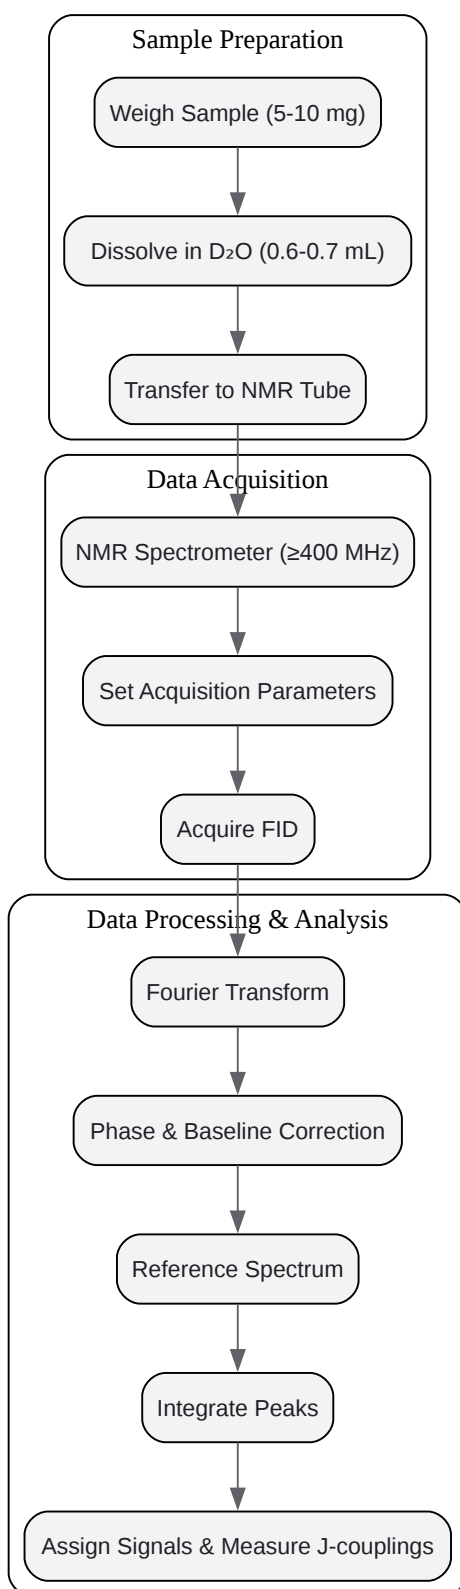 Sample Preparation
Weigh Sample (5-10 mg)
Dissolve in D₂O (0.6-0.7 mL)
Transfer to NMR Tube
Data Acquisition
NMR Spectrometer (≥400 MHz)
Set Acquisition Parameters
Acquire FID
Data Processing & Analysis
Fourier Transform
Phase & Baseline Correction
Reference Spectrum
Integrate Peaks
Assign Signals & Measure J-couplings